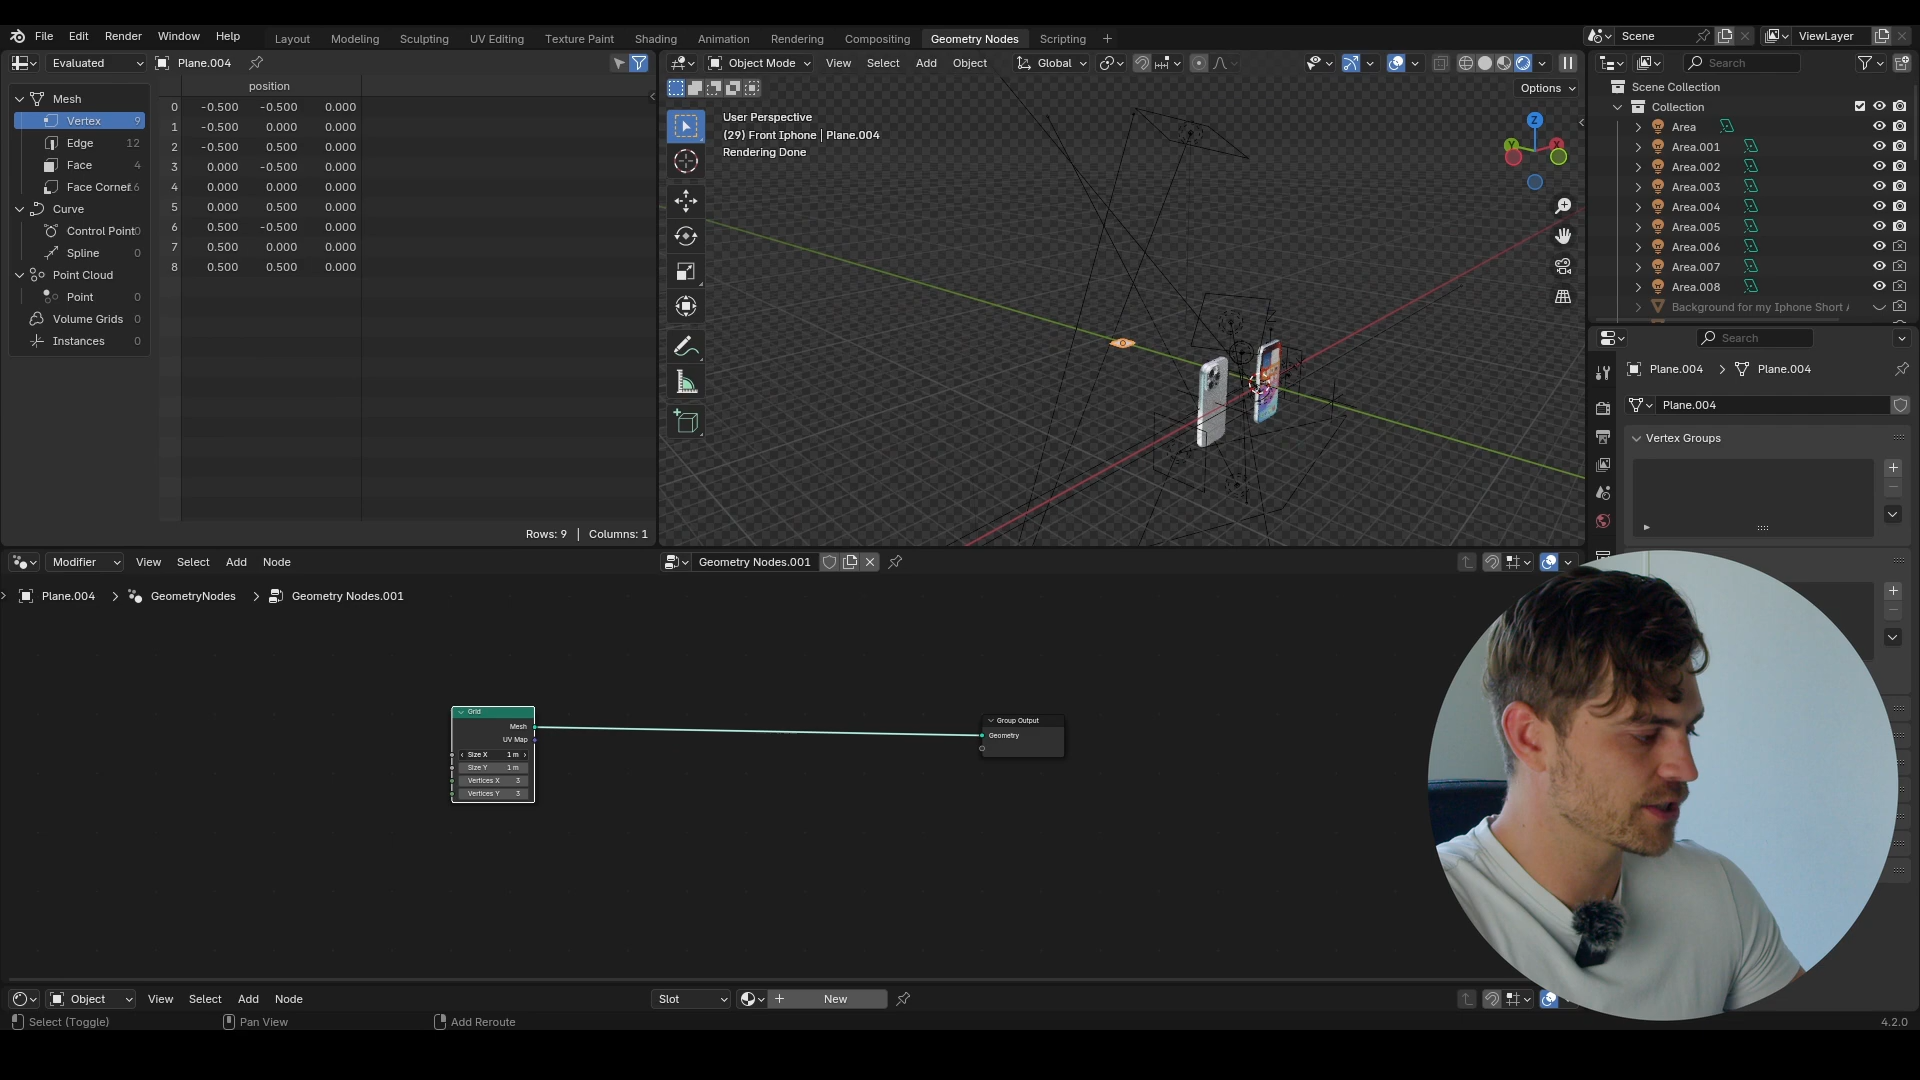 File Edit Render Window Help Layout Modeling Sculpting UV Editing Texture Paint Shading Animation Rendering Compositing Geometry Nodes Scripting + Scene ViewLayer
Evaluated Plane.004
Object Mode View Select Add Object Global
Search
position
Options
Mesh
Vertex 9
Edge 12
Face 4
Face Corner 16
Curve
Control Point 0
Spline 0
Point Cloud
Point 0
Volume Grids 0
Instances 0
0 -0.500 -0.500 0.000
1 -0.500 0.000 0.000
2 -0.500 0.500 0.000
3 0.000 -0.500 0.000
4 0.000 0.000 0.000
5 0.000 0.500 0.000
6 0.500 -0.500 0.000
7 0.500 0.000 0.000
8 0.500 0.500 0.000
Rows: 9 | Columns: 1
User Perspective
(29) Front Iphone | Plane.004
Rendering Done
Z
Y
X
Scene Collection
Collection
Area
Area.001
Area.002
Area.003
Area.004
Area.005
Area.006
Area.007
Area.008
Background for my Iphone Short
Search
Plane.004 > Plane.004
Plane.004
Vertex Groups
Modifier View Select Add Node Geometry Nodes.001
Plane.004 > GeometryNodes > Geometry Nodes.001
Grid
Mesh
UV Map
Size X 1 m
Size Y 1 m
Vertices X 3
Vertices Y 3
Group Output
Geometry
Object View Select Add Node Slot + New
Select (Toggle) Pan View Add Reroute 4.2.0